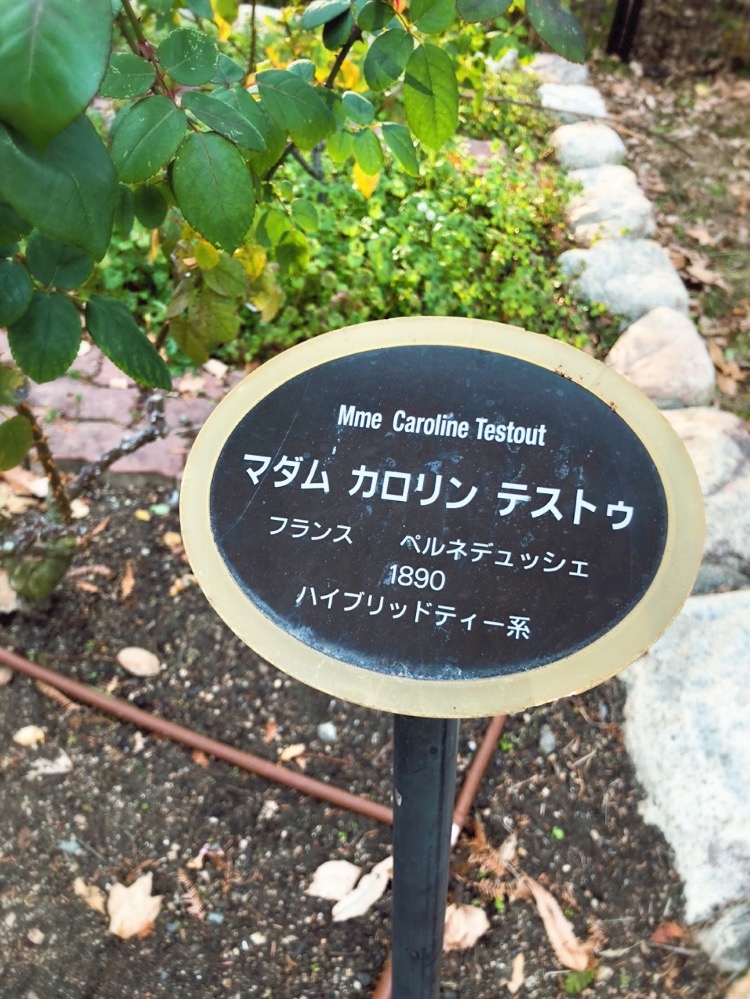 Mme Caroline Testout
マダム カロリン テストゥ
フランス ペルネデュッシェ
1890
ハイブリッドティー系